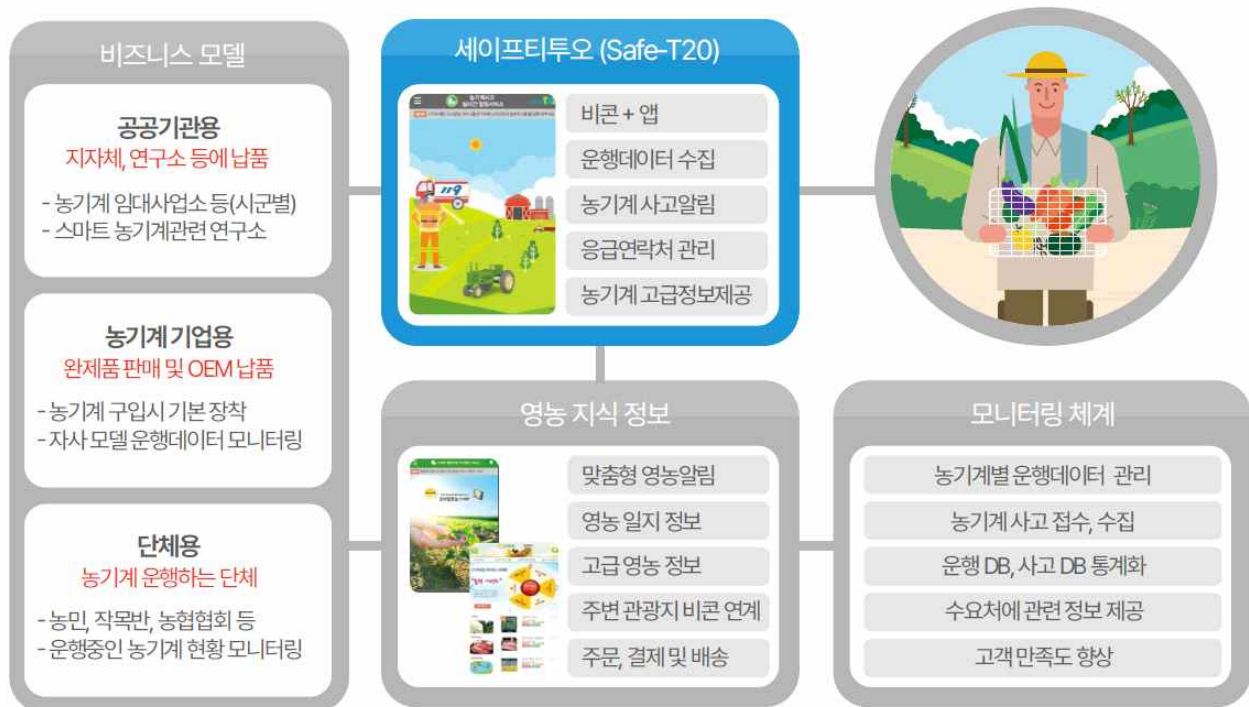 비즈니스 모델
공공기관용
지자체, 연구소 등에 납품
- 농기계 임대사업소 등(시군별)
- 스마트 농기계관련 연구소
농기계 기업용
완제품 판매 및 OEM 납품
- 농기계 구입시 기본 장착
- 자사 모델 운행데이터 모니터링
단체용
농기계 운행하는 단체
- 농민, 작목반, 농협협회 등
- 운행중인 농기계 현황 모니터링
세이프티투오 (Safe-T20)
농기계사고
실시간 알림서비스
119
비콘 + 앱
운행데이터 수집
농기계 사고알림
응급연락처 관리
농기계 고급정보제공
영농 지식 정보
맞춤형 영농알림
영농 일지 정보
고급 영농 정보
주변 관광지 비콘 연계
주문, 결제 및 배송
모니터링 체계
농기계별 운행데이터 관리
농기계 사고 접수, 수집
운행 DB, 사고 DB 통계화
수요처에 관련 정보 제공
고객 만족도 향상